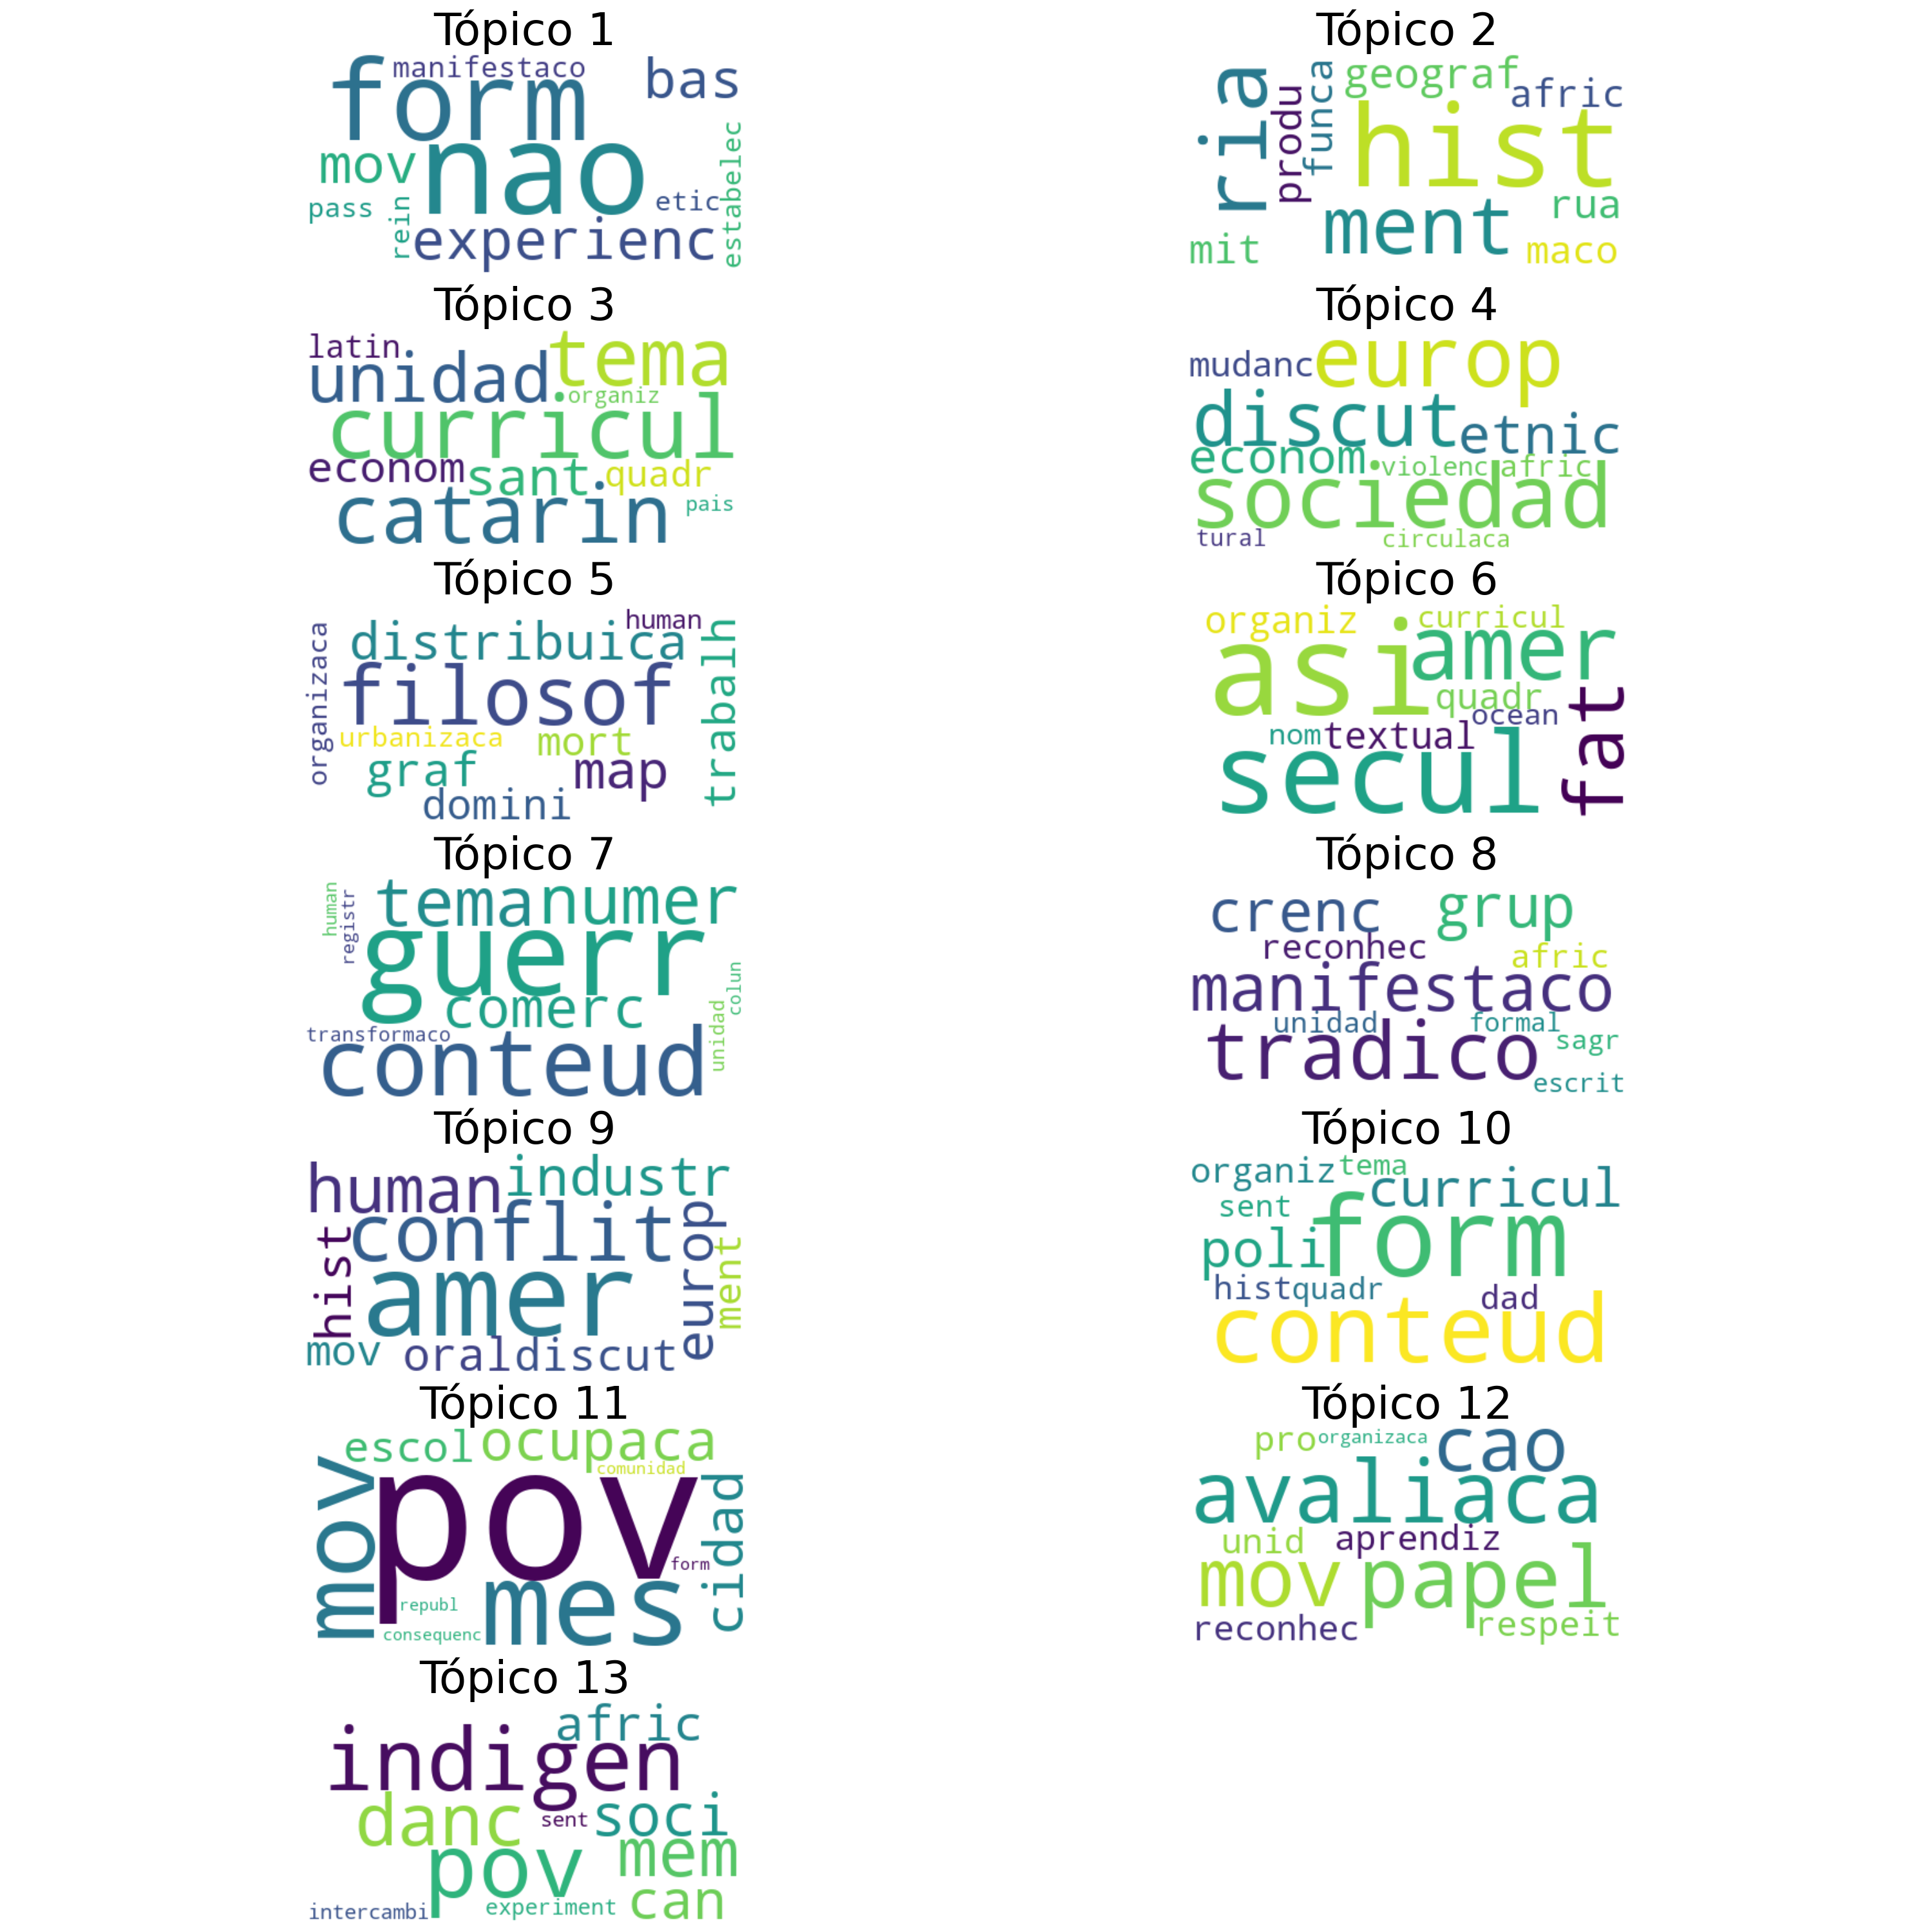 Tópico 1
manifestaco
bas
form
nao
mov
estabelec
pass
rein
etic
experienc
Tópico 2
ria
produ
funca
geograf
afric
hist
ment
rua
mit
maco
Tópico 3
latin
unidad
tema
organiz
curricul
econom
sant
quadr
catarin
pais
Tópico 4
mudanc
europ
discut
etnic
econom
violenc
afric
sociedad
tural
circulaca
Tópico 5
organizaca
distribuica
human
trabalh
filosof
urbanizaca
mort
graf
map
domini
Tópico 6
organiz
curricul
asi
amer
quadr
ocean
fat
nom
textual
secul
Tópico 7
human
registr
tema
numer
guerr
comerc
colun
unidad
transformaco
conteud
Tópico 8
crenc
grup
reconhec
afric
manifestaco
unidad
formal
tradico
sagr
escrit
Tópico 9
human
industr
conflit
hist
europ
ment
amer
mov
oral
discut
Tópico 10
organiz
tema
curricul
sent
form
poli
hist
quadr
dad
conteud
Tópico 11
escol
ocupaca
comunidad
mov
pov
cidad
form
republ
mes
consequenc
Tópico 12
pro
organizaca
cao
avaliaca
unid
aprendiz
mov
papel
reconhec
respeit
Tópico 13
afric
indigen
danc
sent
soci
mem
pov
intercambi
experiment
can